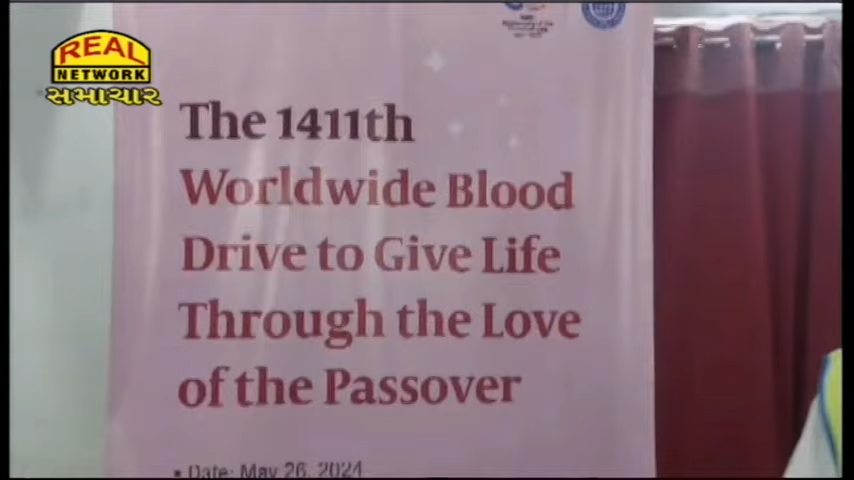 REAL
NETWORK
સમાચાર
The 1411th
Worldwide Blood
Drive to Give Life
Through the Love
of the Passover
Date: May 26, 2024